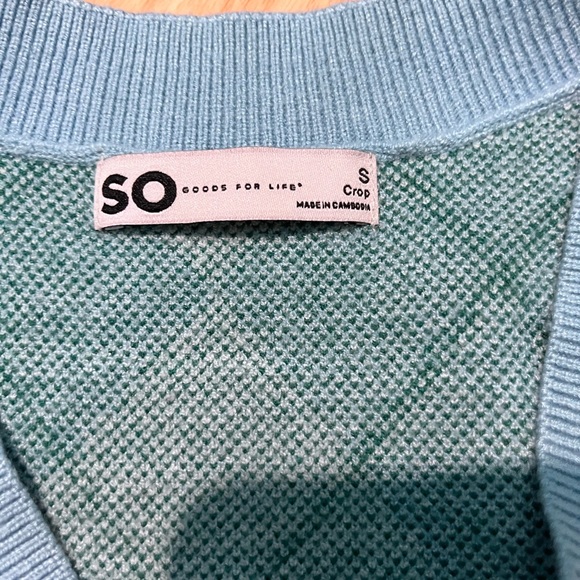 SO GOODS FOR LIFE®
S
Crop
MADE IN CAMBODIA